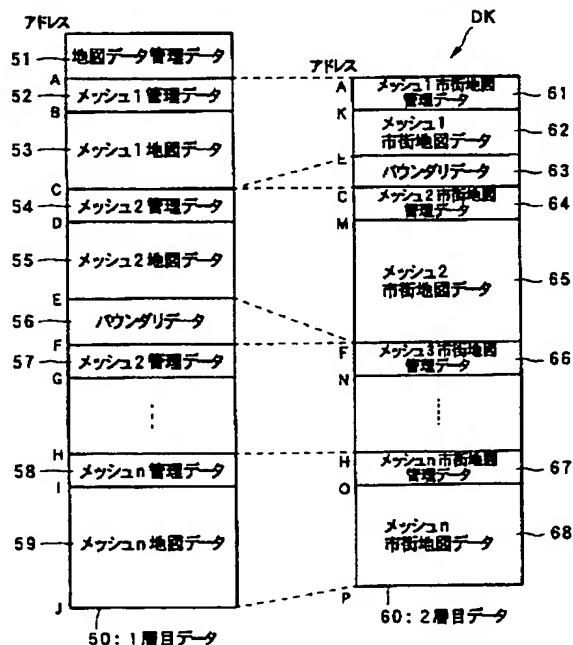 アドレス
DK
51
地図データ管理データ
アドレス
A
52
メッシュ1管理データ
B
53
メッシュ1地図データ
C
54
メッシュ2管理データ
D
55
メッシュ2地図データ
E
56
バウンダリデータ
F
57
メッシュ2管理データ
G
H
58
メッシュn管理データ
I
59
メッシュn地図データ
J
50:1層目データ
A
メッシュ1市街地図
管理データ
61
K
メッシュ1
市街地図データ
62
L
バウンダリデータ
63
C
メッシュ2市街地図
管理データ
64
M
メッシュ2
市街地図データ
65
F
メッシュ3市街地図
管理データ
66
N
H
メッシュn市街地図
管理データ
67
O
メッシュn
市街地図データ
68
P
60:2層目データ